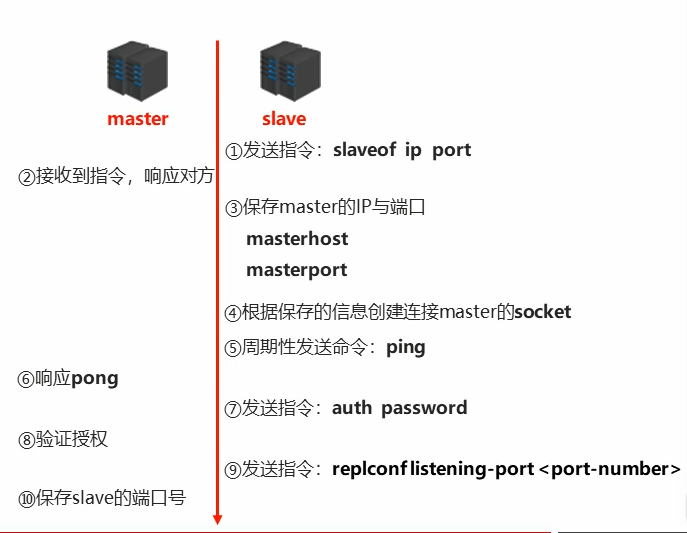 master
slave
①发送指令：slaveof ip port
②接收到指令，响应对方
③保存master的IP与端口
masterhost
masterport
④根据保存的信息创建连接master的socket
⑤周期性发送命令：ping
⑥响应pong
⑦发送指令：auth password
⑧验证授权
⑨发送指令：replconf listening-port <port-number>
⑩保存slave的端口号